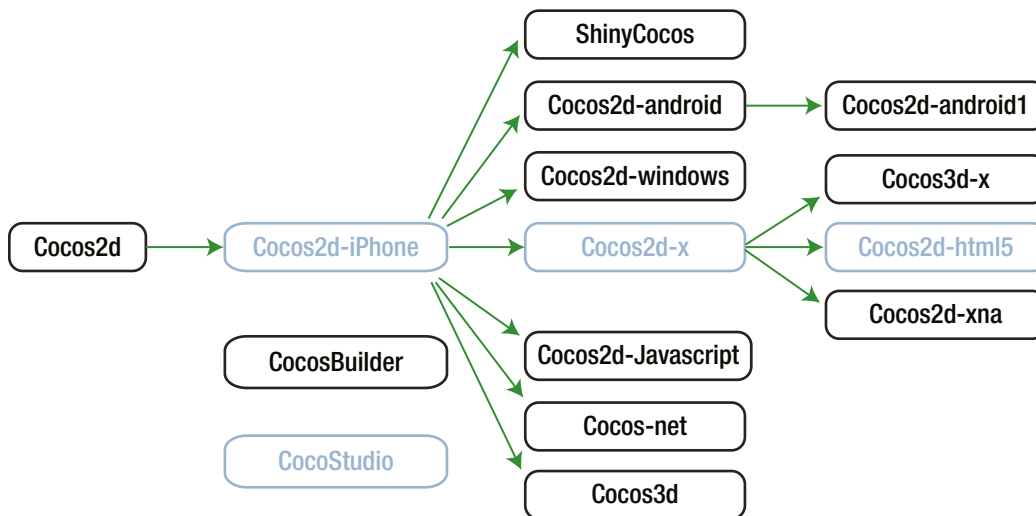 ShinyCocos
Cocos2d-android
Cocos2d-android1
Cocos2d-windows
Cocos3d-x
Cocos2d
Cocos2d-iPhone
Cocos2d-x
Cocos2d-html5
Cocos2d-xna
CocosBuilder
Cocos2d-Javascript
Cocos-net
CocoStudio
Cocos3d